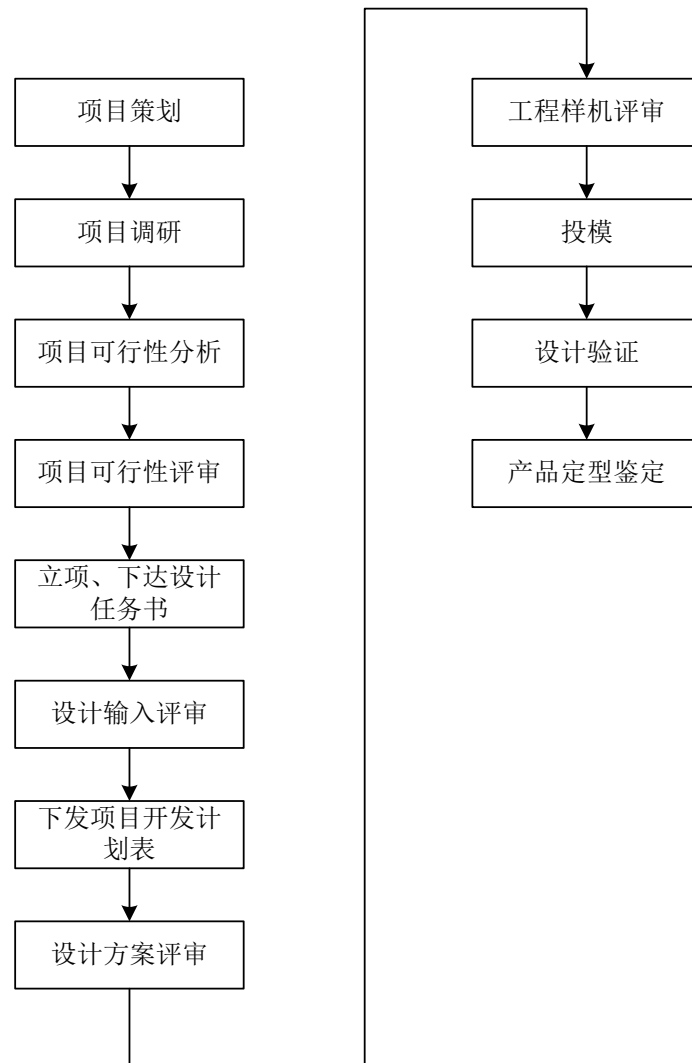 项目策划
项目调研
项目可行性分析
项目可行性评审
立项、下达设计
任务书
设计输入评审
下发项目开发计
划表
设计方案评审
工程样机评审
投模
设计验证
产品定型鉴定